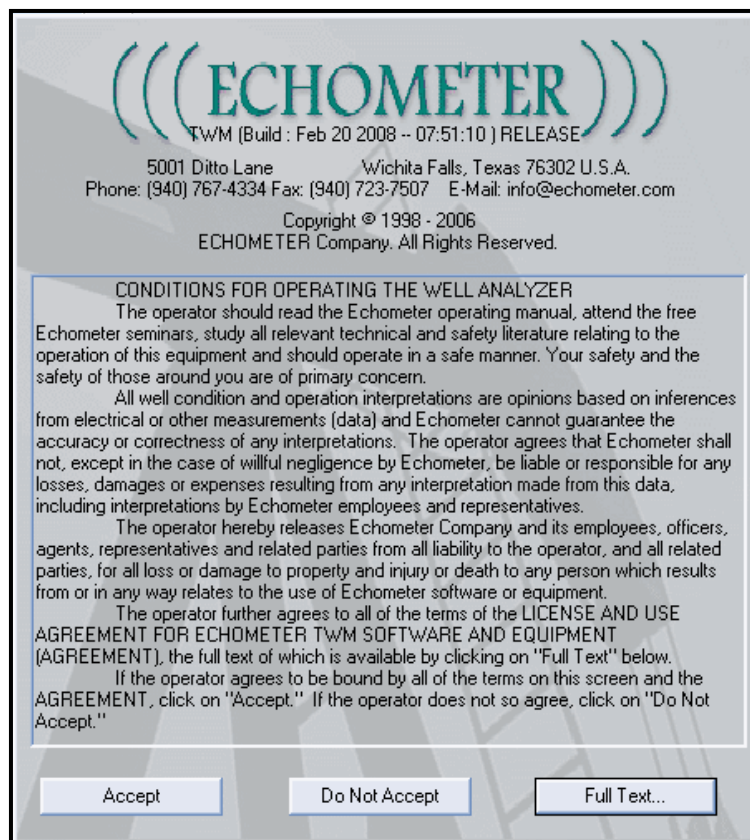 (((ECHOMETER)))
TWM (Build : Feb 20 2008 -- 07:51:10 ) RELEASE
5001 Ditto Lane Wichita Falls, Texas 76302 U.S.A.
Phone: (940) 767-4334 Fax: (940) 723-7507 E-Mail: info@echometer.com
Copyright © 1998 - 2006
ECHOMETER Company. All Rights Reserved.
CONDITIONS FOR OPERATING THE WELL ANALYZER
The operator should read the Echometer operating manual, attend the free
Echometer seminars, study all relevant technical and safety literature relating to the
operation of this equipment and should operate in a safe manner. Your safety and the
safety of those around you are of primary concern.
All well condition and operation interpretations are opinions based on inferences
from electrical or other measurements (data) and Echometer cannot guarantee the
accuracy or correctness of any interpretations. The operator agrees that Echometer shall
not, except in the case of willful negligence by Echometer, be liable or responsible for any
losses, damages or expenses resulting from any interpretation made from this data,
including interpretations by Echometer employees and representatives.
The operator hereby releases Echometer Company and its employees, officers,
agents, representatives and related parties from all liability to the operator, and all related
parties, for all loss or damage to property and injury or death to any person which results
from or in any way relates to the use of Echometer software or equipment.
The operator further agrees to all of the terms of the LICENSE AND USE
AGREEMENT FOR ECHOMETER TWM SOFTWARE AND EQUIPMENT
(AGREEMENT), the full text of which is available by clicking on "Full Text" below.
If the operator agrees to be bound by all of the terms on this screen and the
AGREEMENT, click on "Accept." If the operator does not so agree, click on "Do Not
Accept."
Accept Do Not Accept Full Text...